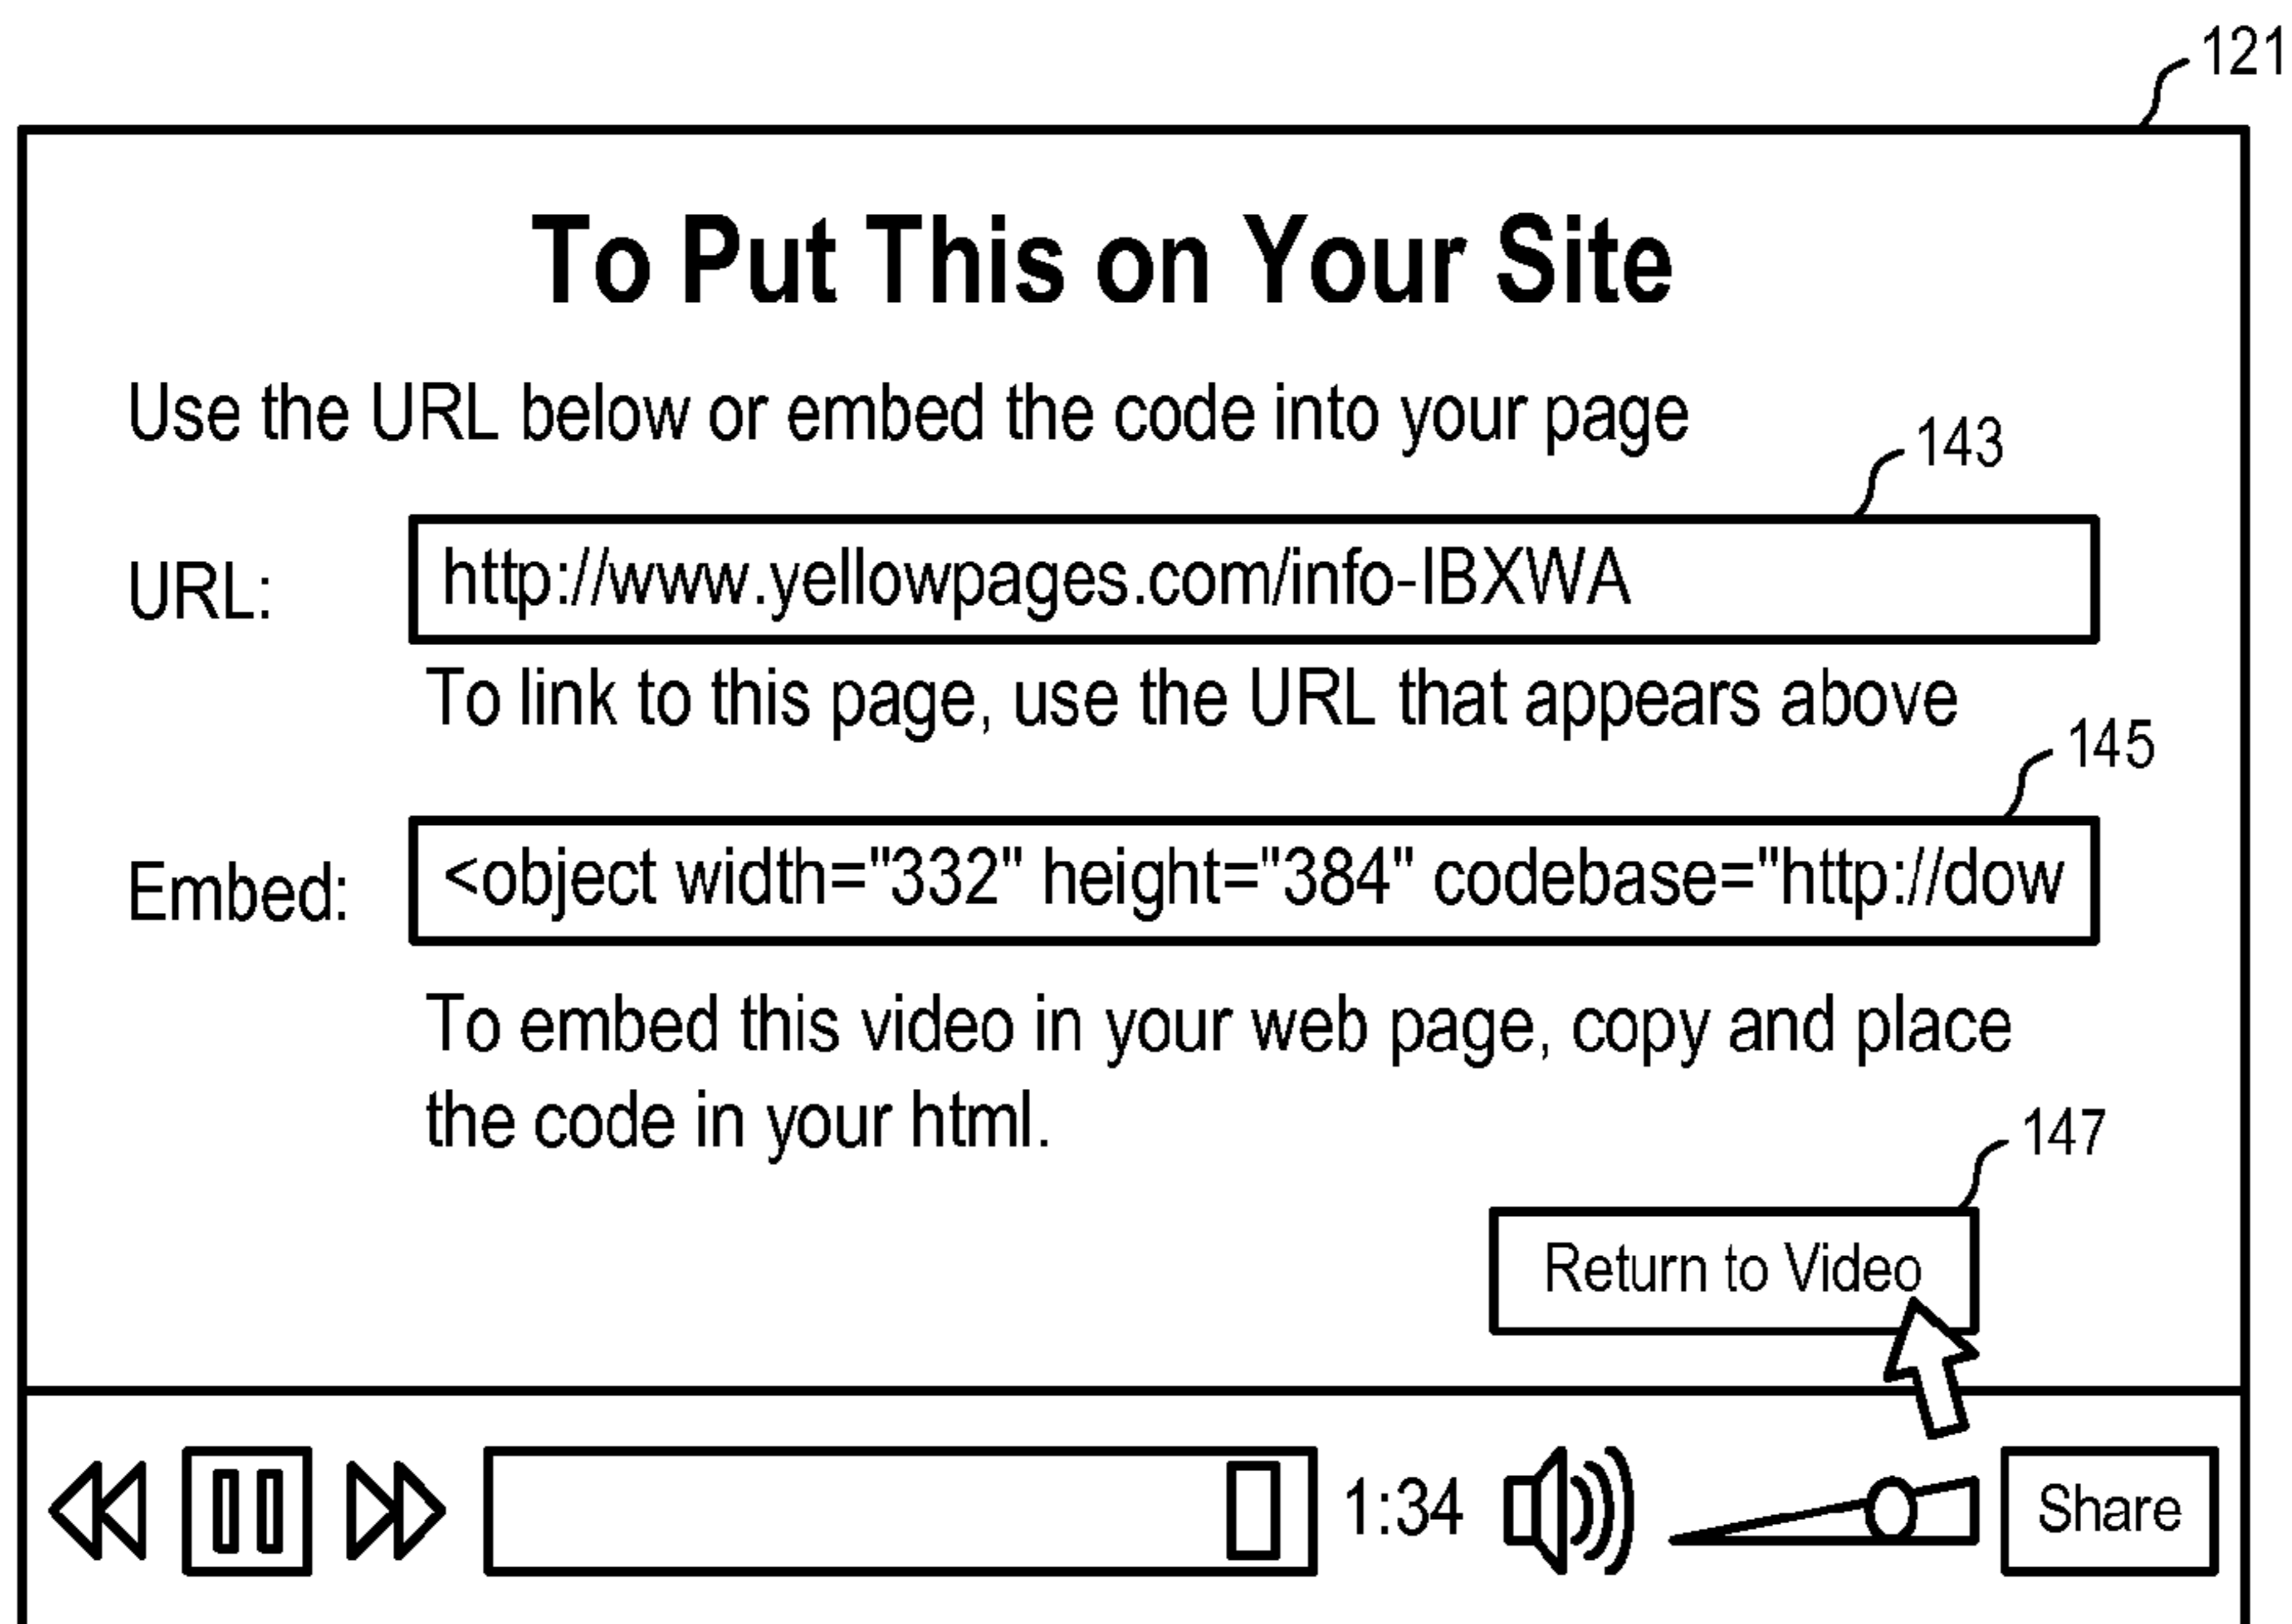 121
To Put This on Your Site
Use the URL below or embed the code into your page
143
URL: http://www.yellowpages.com/info-IBXWA
To link to this page, use the URL that appears above
145
Embed: <object width="332" height="384" codebase="http://dow
To embed this video in your web page, copy and place
the code in your html.
147
Return to Video
1:34 Share